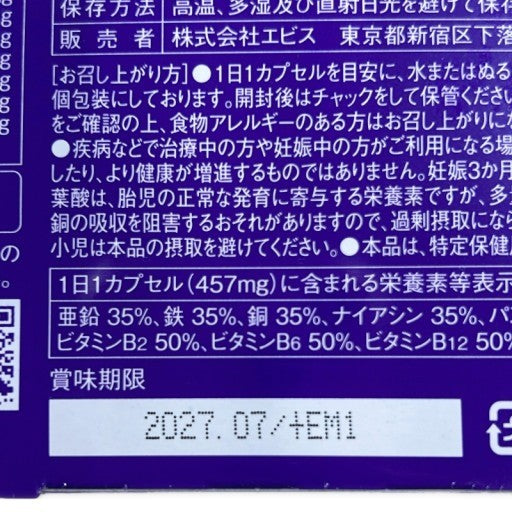 保存方法 高温、多湿及び直射日光を避けて保存
販売者 株式会社エビス 東京都新宿区下落
[お召し上がり方]●1日1カプセルを目安に、水またはぬる
個包装にしております。開封後はチャックをして保管ください
をご確認の上、食物アレルギーのある方はお召し上がりにな
●疾病などで治療中の方や妊娠中の方がご利用になる場
したり、より健康が増進するものではありません。妊娠3か月
葉酸は、胎児の正常な発育に寄与する栄養素ですが、多
銅の吸収を阻害するおそれがありますので、過剰摂取になら
小児は本品の摂取を避けてください。●本品は、特定保健
1日1カプセル(457mg)に含まれる栄養素等表示
亜鉛 35%、鉄 35%、銅 35%、ナイアシン 35%、パ
ビタミンB2 50%、ビタミンB6 50%、ビタミンB12 50%
賞味期限
2027.07/+EM1
g
g
g
g
g
の
。